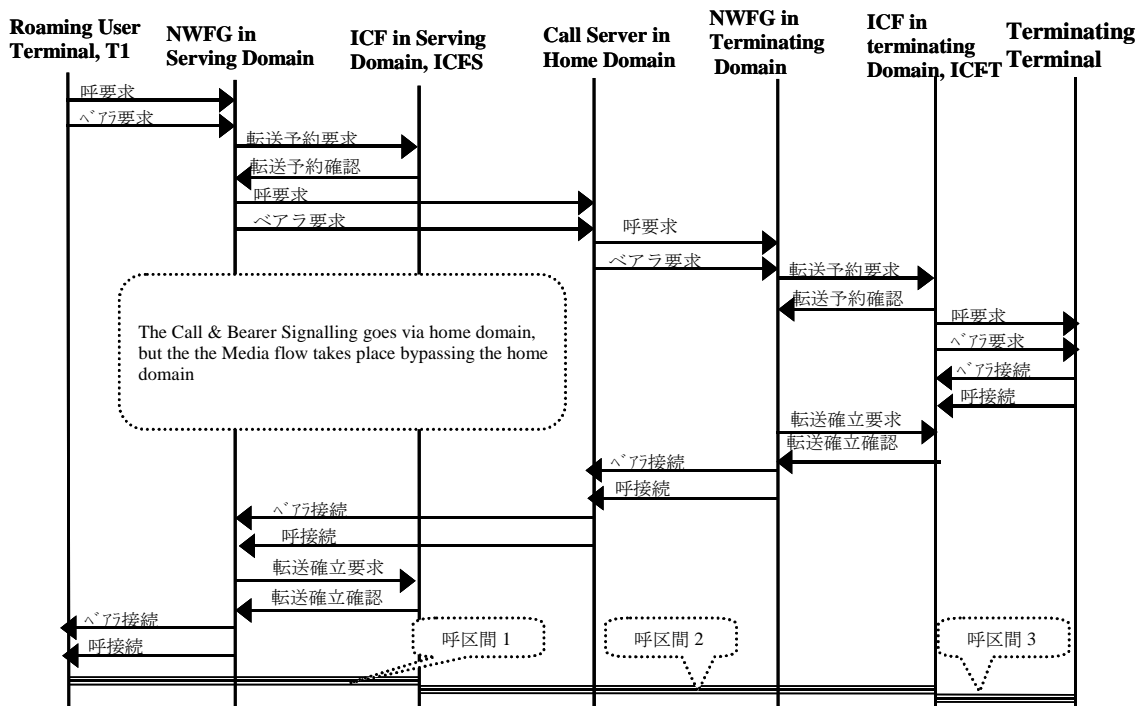 Roaming User
Terminal, T1
NWFG in
Serving Domain
ICF in Serving
Domain, ICF-S
Call Server in
Home Domain
NWFG in
Terminating
Domain
ICF in
terminating
Domain, ICF-T
Terminating
Terminal
呼要求
ベアラ要求
転送予約要求
転送予約確認
呼要求
ベアラ要求
呼要求
ベアラ要求
転送予約要求
転送予約確認
呼要求
ベアラ要求
ベアラ接続
呼接続
The Call & Bearer Signalling goes via home domain,
but the the Media flow takes place bypassing the home
domain
転送確立要求
転送確立確認
ベアラ接続
呼接続
ベアラ接続
呼接続
転送確立要求
転送確立確認
ベアラ接続
呼接続
呼区間 1
呼区間 2
呼区間 3